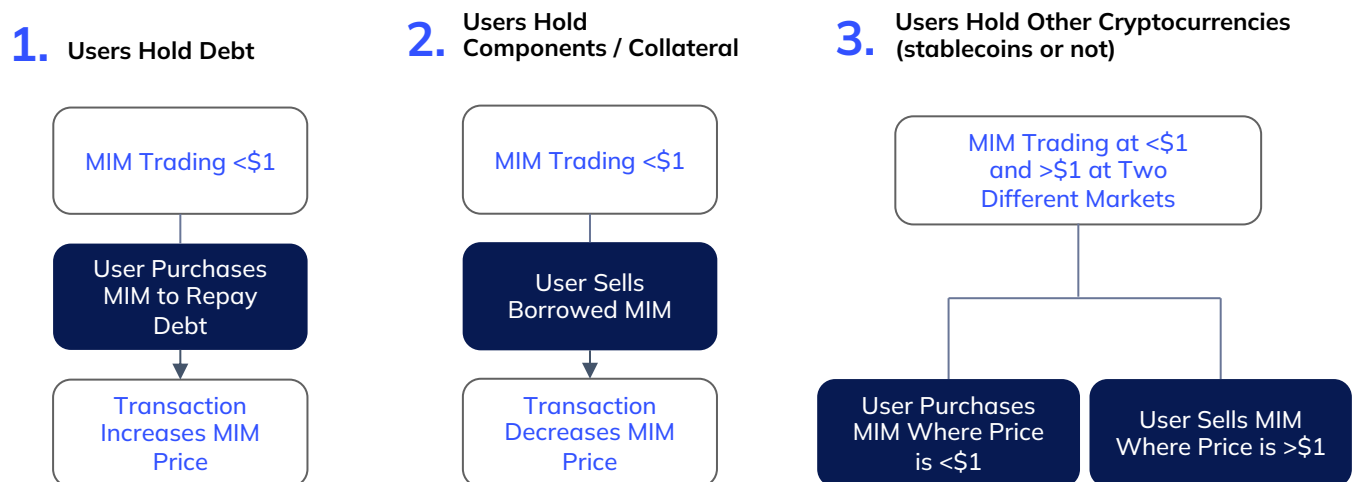 1. Users Hold Debt
MIM Trading <$1
User Purchases
MIM to Repay
Debt
Transaction
Increases MIM
Price
2. Users Hold
Components / Collateral
MIM Trading <$1
User Sells
Borrowed MIM
Transaction
Decreases MIM
Price
3. Users Hold Other Cryptocurrencies
(stablecoins or not)
MIM Trading at <$1
and >$1 at Two
Different Markets
User Purchases
MIM Where Price
is <$1
User Sells MIM
Where Price is >$1